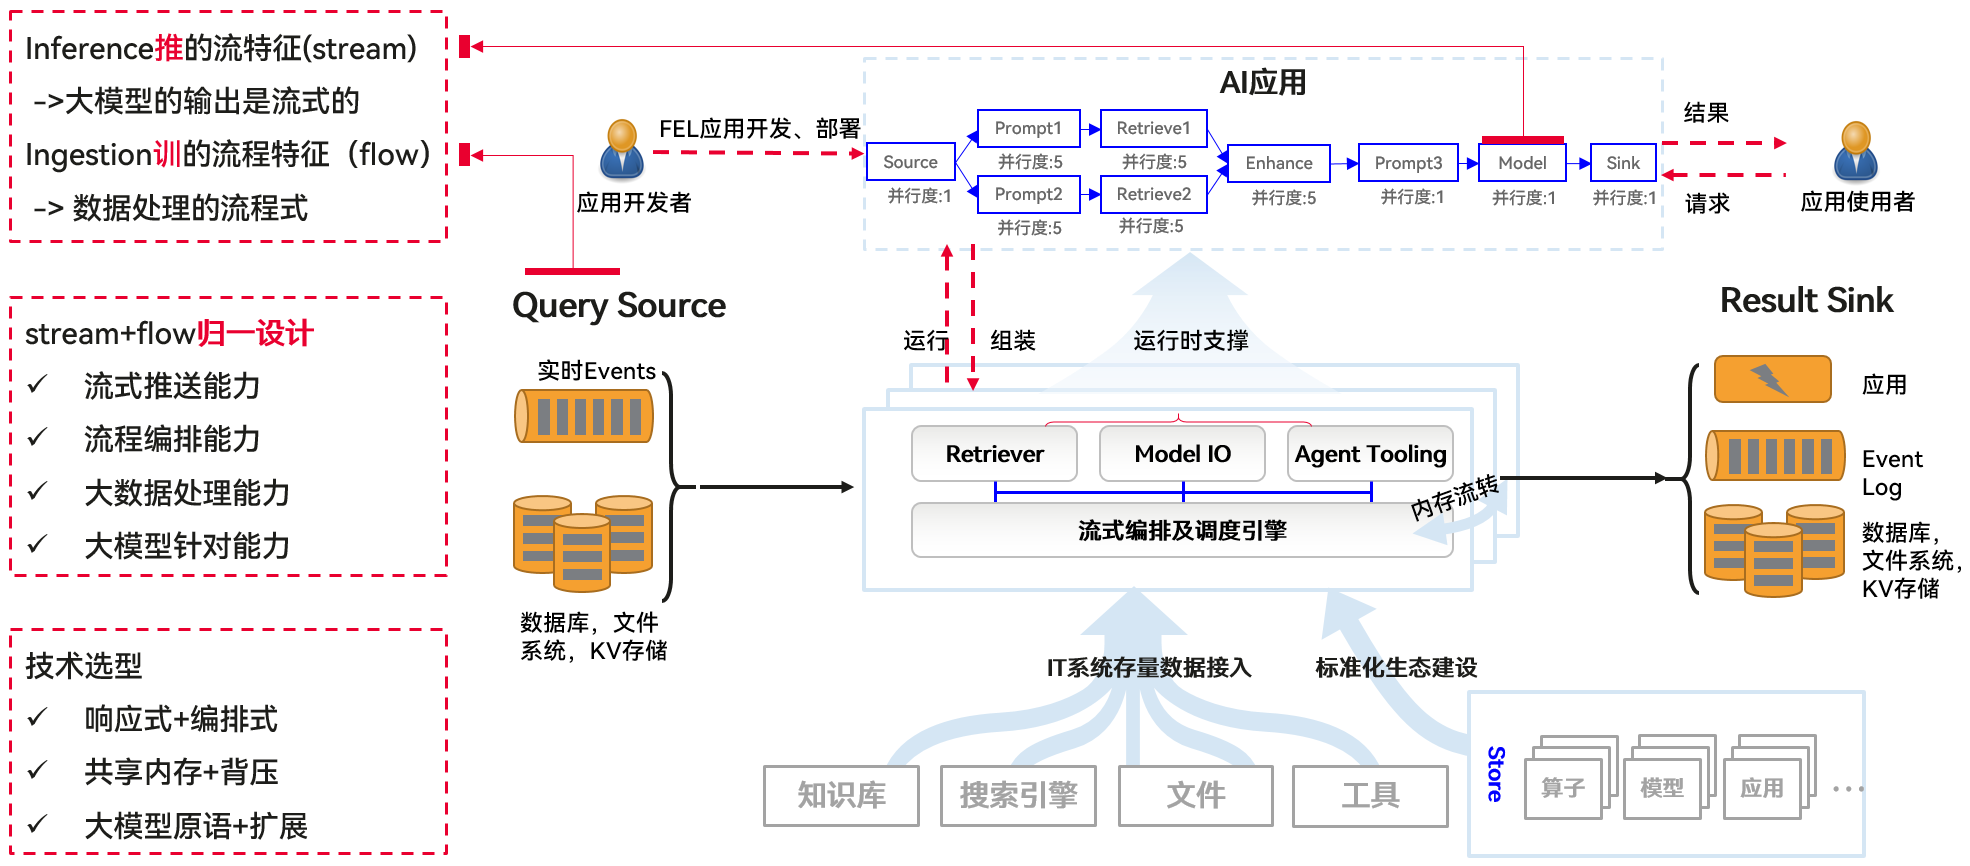 Inference推的流特征(stream)
->大模型的输出是流式的
Ingestion训的流程特征（flow）
-> 数据处理的流程式
stream+flow归一设计
✓ 流式推送能力
✓ 流程编排能力
✓ 大数据处理能力
✓ 大模型针对能力
技术选型
✓ 响应式+编排式
✓ 共享内存+背压
✓ 大模型原语+扩展
应用开发者
FEL应用开发、部署
AI应用
Source
并行度:1
Prompt1
并行度:5
Retrieve1
并行度:5
Prompt2
并行度:5
Retrieve2
并行度:5
Enhance
并行度:5
Prompt3
并行度:1
Model
并行度:1
Sink
并行度:1
结果
请求
应用使用者
Query Source
实时Events
数据库，文件
系统，KV存储
运行
组装
运行时支撑
Retriever
Model IO
Agent Tooling
流式编排及调度引擎
内存流转
Result Sink
应用
Event
Log
数据库，
文件系统，
KV存储
IT系统存量数据接入
标准化生态建设
知识库
搜索引擎
文件
工具
Store
算子
模型
应用
...